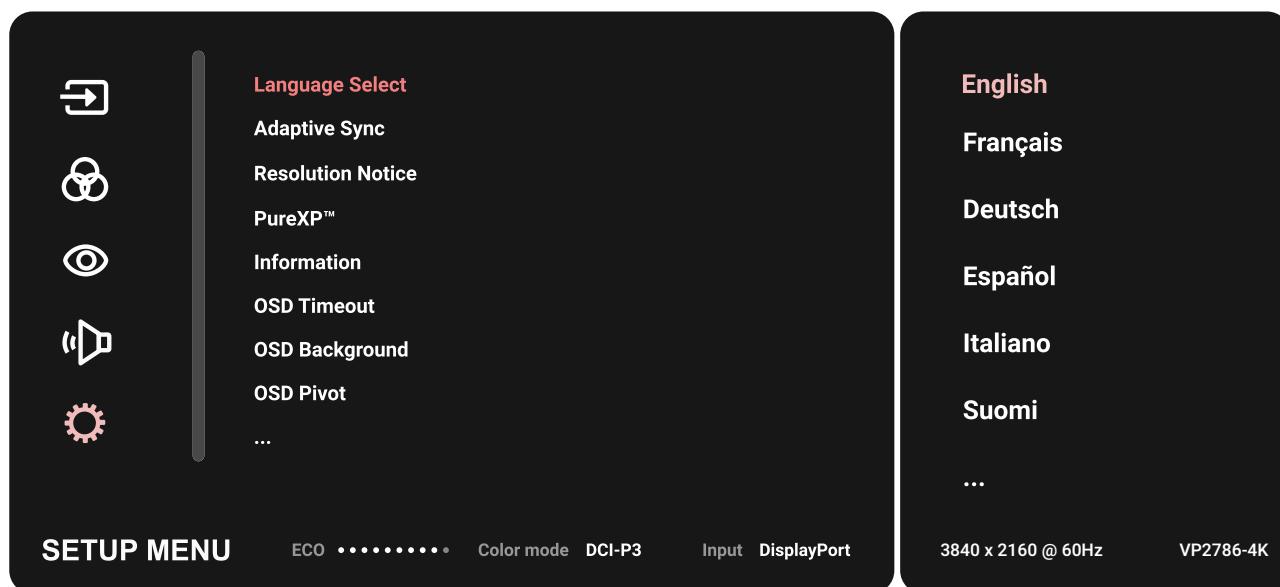 Language Select
Adaptive Sync
Resolution Notice
PureXP™
Information
OSD Timeout
OSD Background
OSD Pivot
...
English
Français
Deutsch
Español
Italiano
Suomi
...
SETUP MENU ECO Color mode DCI-P3 Input DisplayPort 3840 x 2160 @ 60Hz VP2786-4K